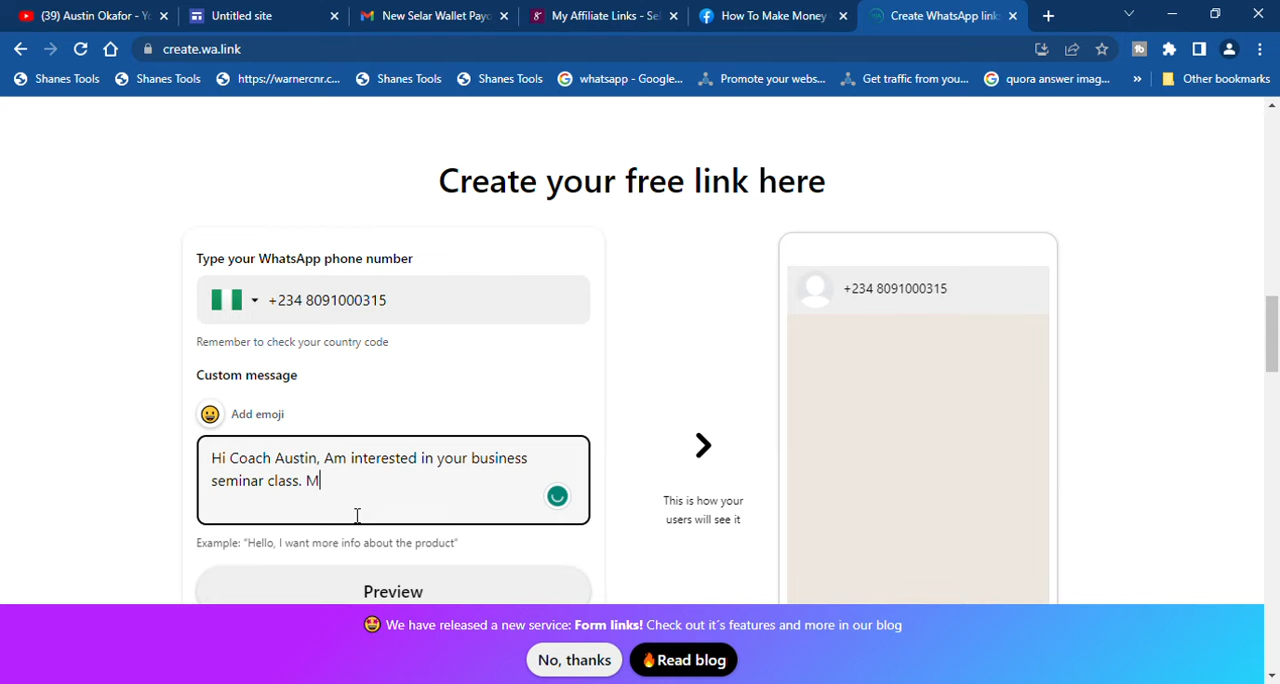 (39) Austin Okafor - Yo
Untitled site
New Selar Wallet Payo
My Affiliate Links - Sel
How To Make Money
Create WhatsApp link
create.wa.link
Shanes Tools
Shanes Tools
https://warnercnr.c...
Shanes Tools
Shanes Tools
whatsapp - Google...
Promote your webs...
Get traffic from you...
quora answer imag...
»
Other bookmarks
Create your free link here
Type your WhatsApp phone number
+234 8091000315
Remember to check your country code
Custom message
Add emoji
Hi Coach Austin, Am interested in your business
seminar class. M
Example: "Hello, I want more info about the product"
Preview
This is how your
users will see it
+234 8091000315
🤩 We have released a new service: Form links! Check out it´s features and more in our blog
No, thanks
🔥Read blog